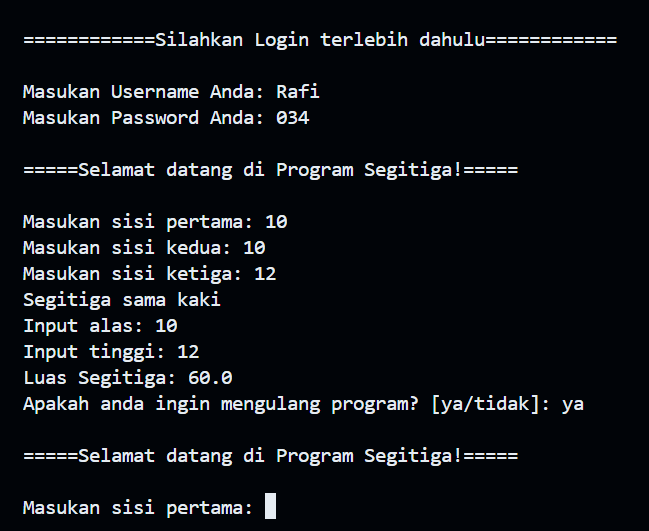 ============Silahkan Login terlebih dahulu============
Masukan Username Anda: Rafi
Masukan Password Anda: 034
=====Selamat datang di Program Segitiga!=====
Masukan sisi pertama: 10
Masukan sisi kedua: 10
Masukan sisi ketiga: 12
Segitiga sama kaki
Input alas: 10
Input tinggi: 12
Luas Segitiga: 60.0
Apakah anda ingin mengulang program? [ya/tidak]: ya
=====Selamat datang di Program Segitiga!=====
Masukan sisi pertama: